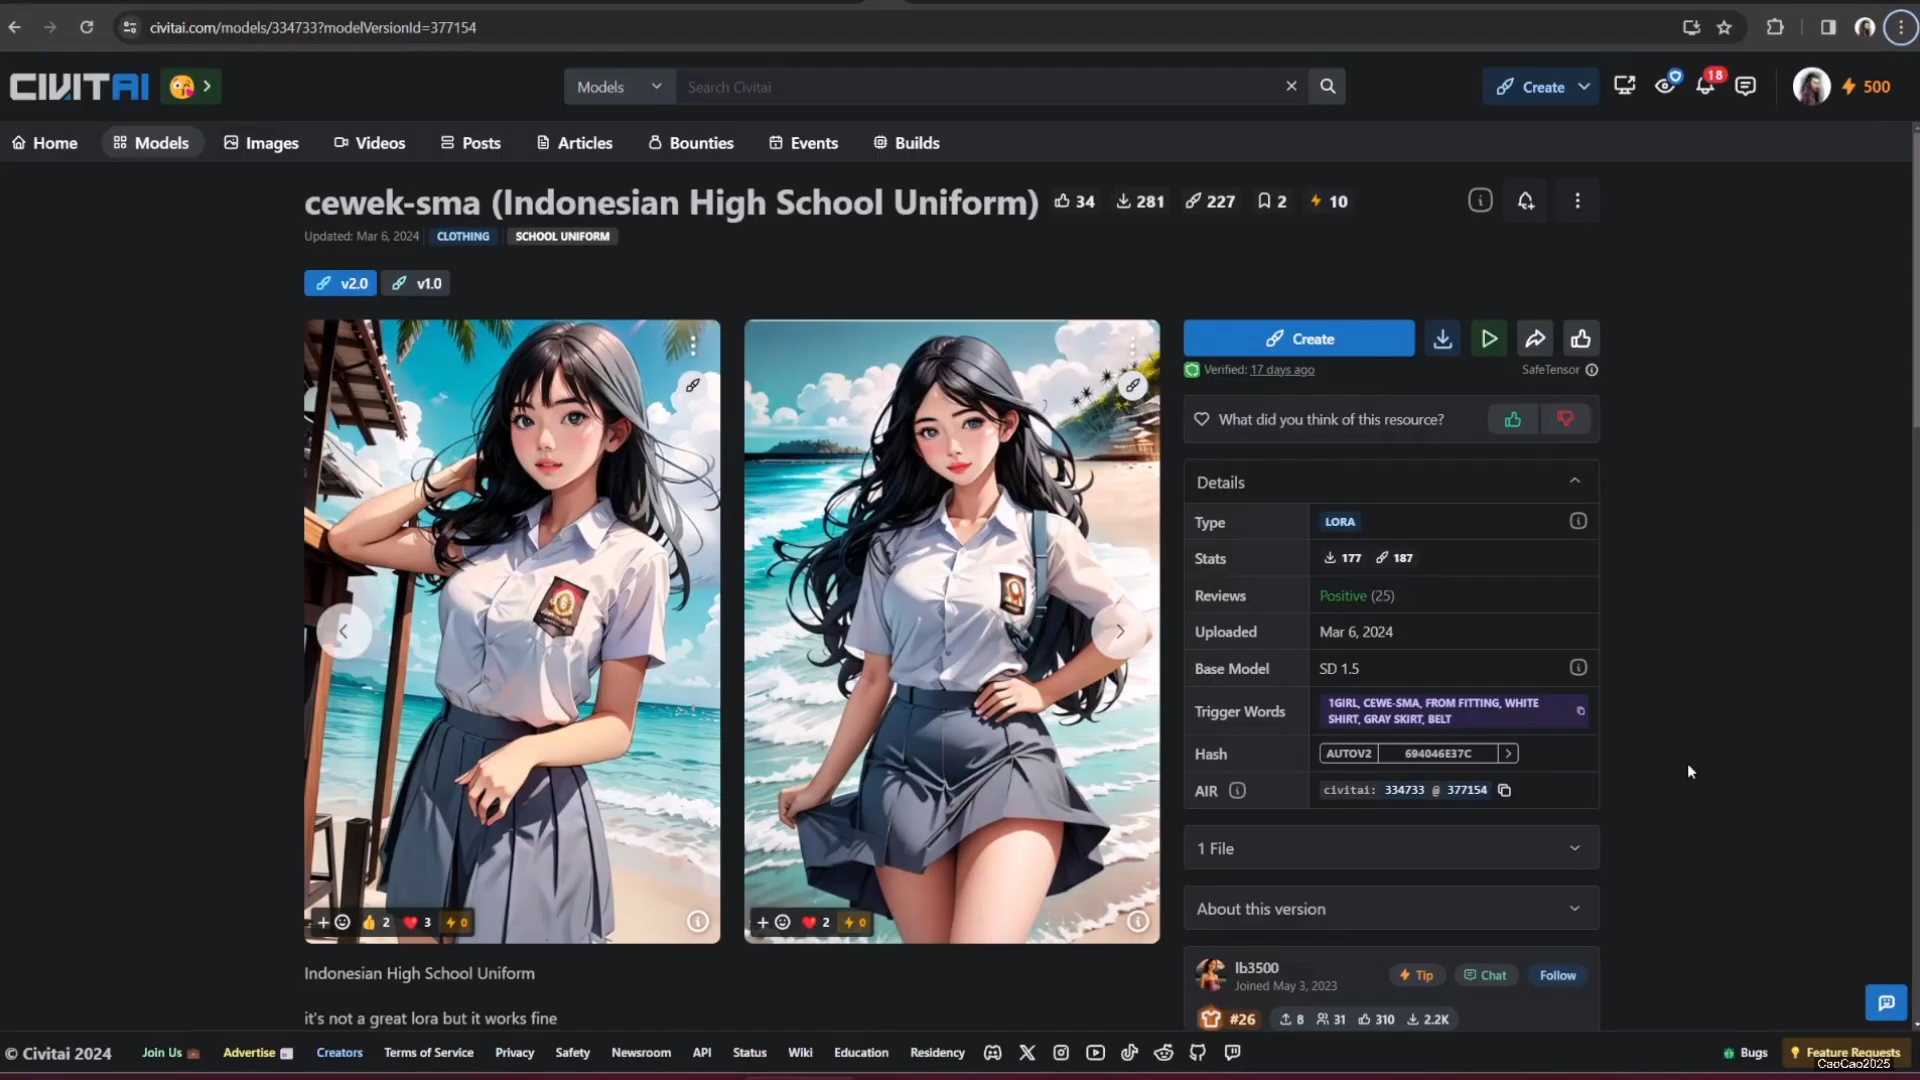 civitai.com/models/334733?modelVersionId=377154
CIVITAI
Models
Search Civitai
Create
18
500
Home
Models
Images
Videos
Posts
Articles
Bounties
Events
Builds
cewek-sma (Indonesian High School Uniform)
34
281
227
2
10
Updated: Mar 6, 2024
CLOTHING
SCHOOL UNIFORM
v2.0
v1.0
Create
Verified: 17 days ago
SafeTensor
What did you think of this resource?
Details
Type
LORA
Stats
177
187
Reviews
Positive (25)
Uploaded
Mar 6, 2024
Base Model
SD 1.5
Trigger Words
1GIRL, CEWE-SMA, FROM FITTING, WHITE
SHIRT, GRAY SKIRT, BELT
Hash
AUTOV2
694046E37C
AIR
civitai: 334733 @ 377154
1 File
About this version
2
3
0
2
0
lb3500
Joined May 3, 2023
Tip
Chat
Follow
#26
8
31
310
2.2K
Indonesian High School Uniform
it's not a great lora but it works fine
© Civitai 2024
Join Us
Advertise
Creators
Terms of Service
Privacy
Safety
Newsroom
API
Status
Wiki
Education
Residency
Bugs
Feature Requests
CaoCao2025